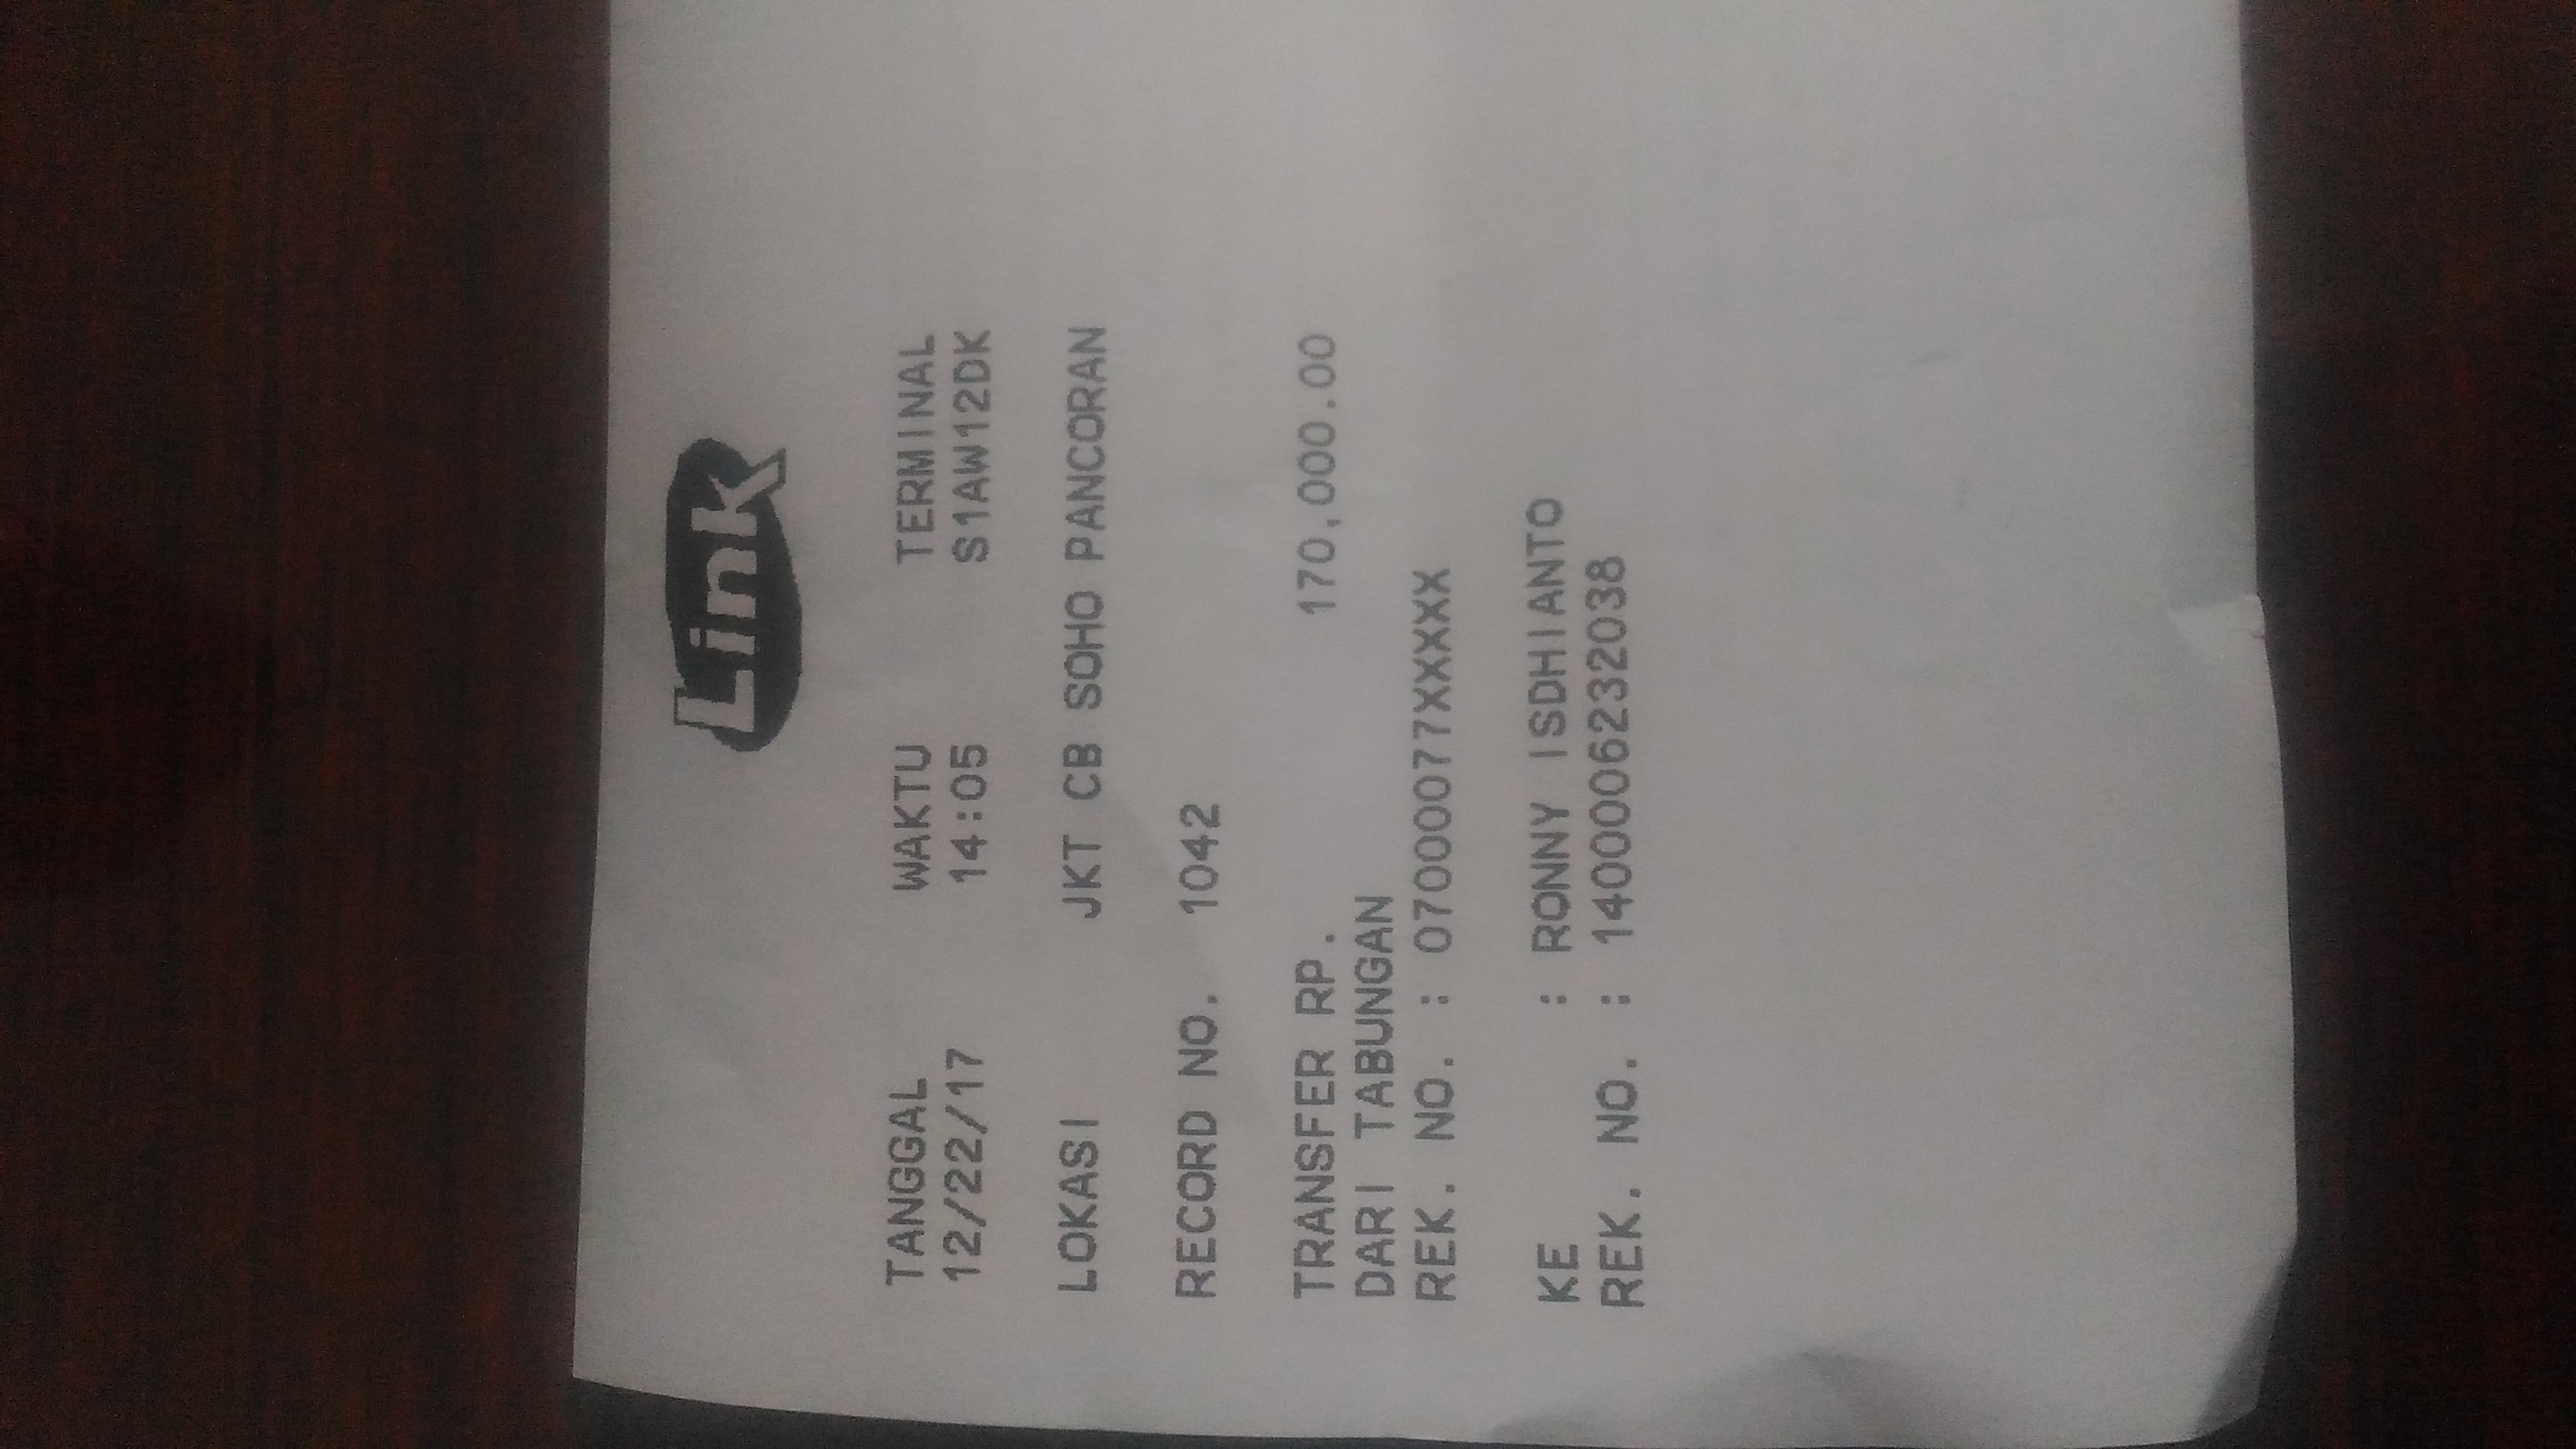 Link
TANGGAL WAKTU TERMINAL
12/22/17 14:05 S1AW12DK
LOKASI JKT CB SOHO PANCORAN
RECORD NO. 1042
TRANSFER RP. 170,000.00
DARI TABUNGAN
REK. NO. : 07000077XXXXX
KE : RONNY ISDHIANTO
REK. NO. : 1400006232038